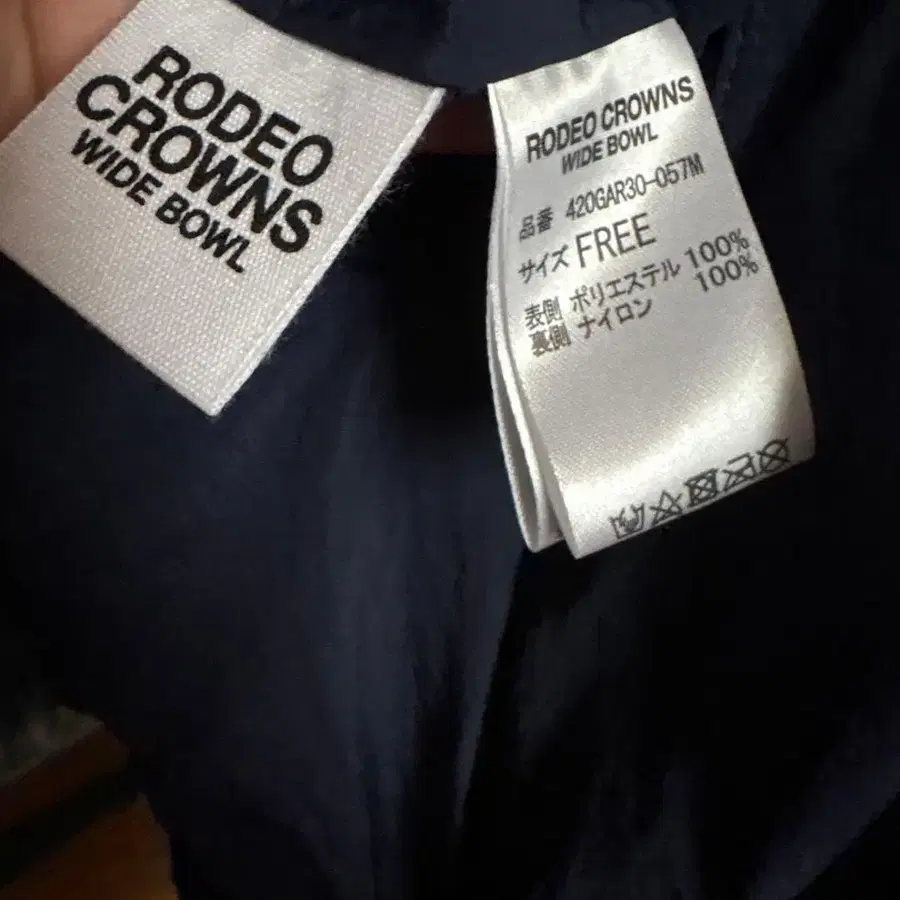 RODEO
CROWNS
WIDE BOWL
RODEO CROWNS
WIDE BOWL
品番 420GAR30-057M
サイズ FREE
表側 ポリエステル 100%
裏側 ナイロン 100%